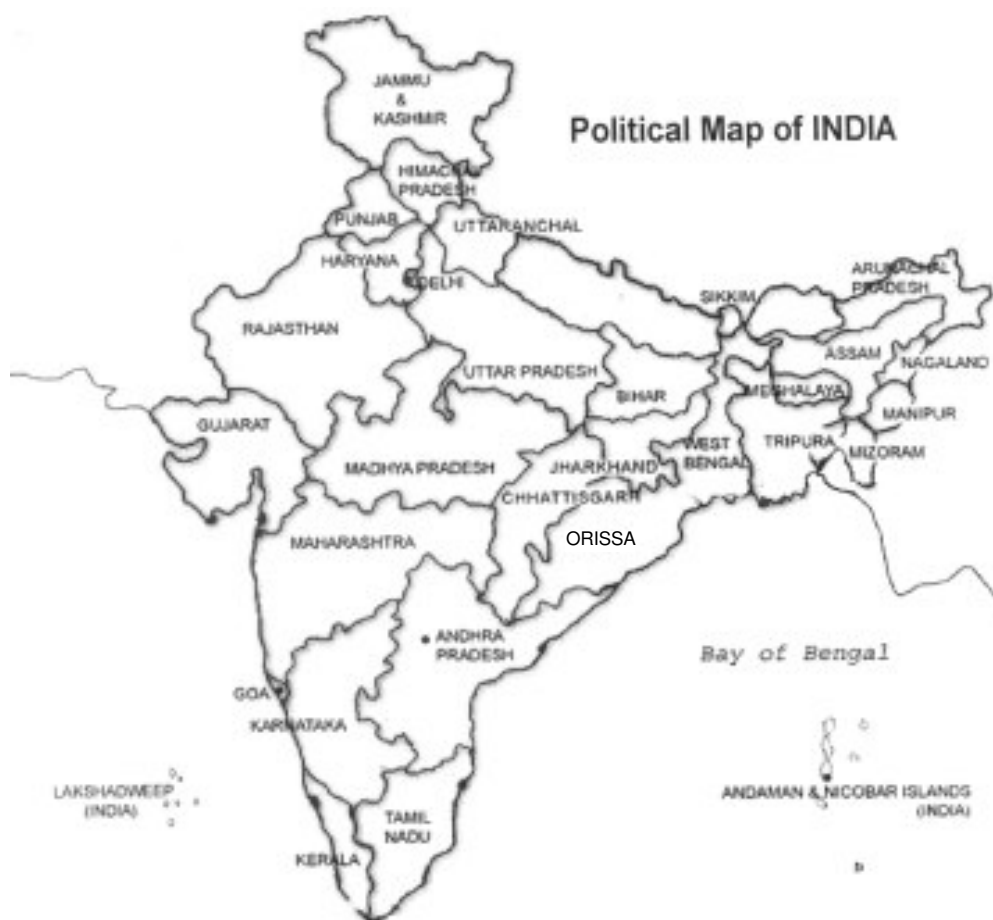 JAMMU
&
KASHMIR
Political Map of INDIA
HIMACHAL
PRADESH
PUNJAB
UTTARANCHAL
HARYANA
DELHI
ARUNACHAL
PRADESH
SIKKIM
RAJASTHAN
ASSAM
NAGALAND
UTTAR PRADESH
BIHAR
MEGHALAYA
MANIPUR
GUJARAT
TRIPURA
MIZORAM
WEST
BENGAL
MADHYA PRADESH
JHARKHAND
CHHATTISGARH
ORISSA
MAHARASHTRA
ANDHRA
PRADESH
Bay of Bengal
GOA
KARNATAKA
LAKSHADWEEP
(INDIA)
ANDAMAN & NICOBAR ISLANDS
(INDIA)
TAMIL
NADU
KERALA